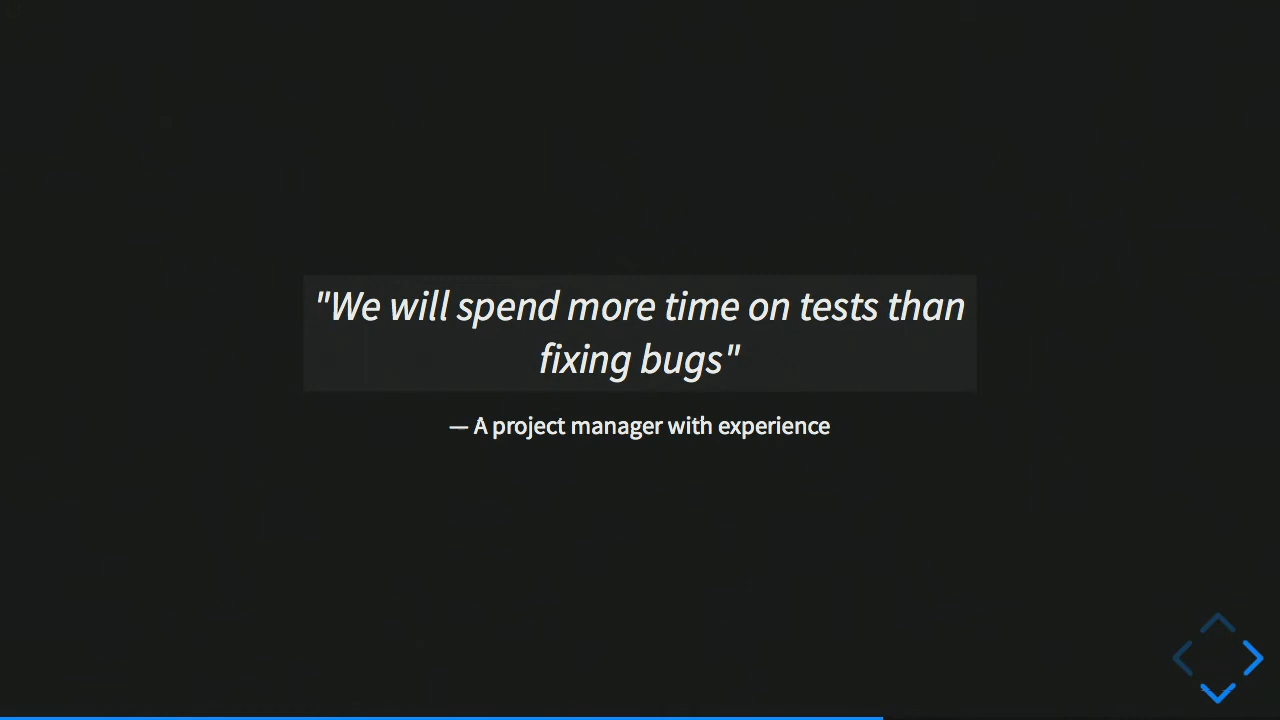 "We will spend more time on tests than
fixing bugs"
— A project manager with experience